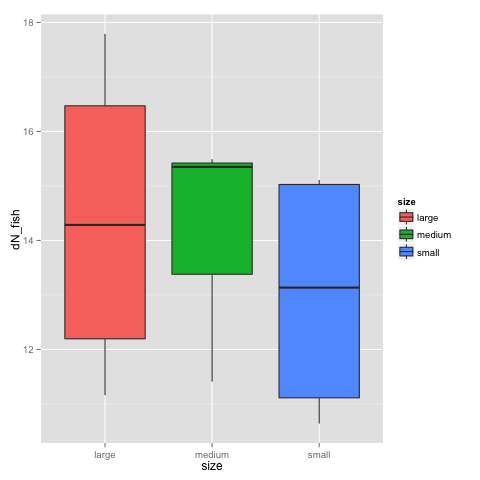 18
16
14
12
dN_fish
large
medium
small
size
size
large
medium
small